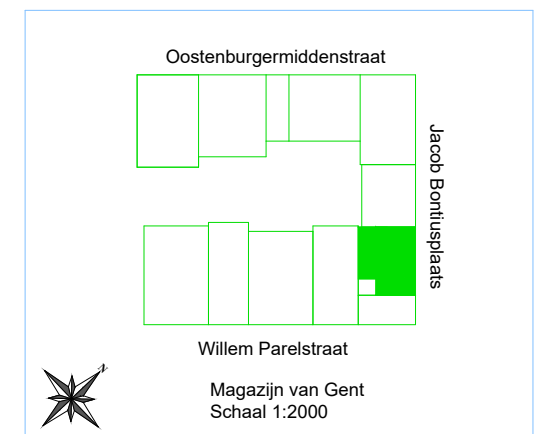 Oostenburgermiddenstraat
Jacob Bontiusplaats
Willem Parelstraat
N
Magazijn van Gent
Schaal 1:2000